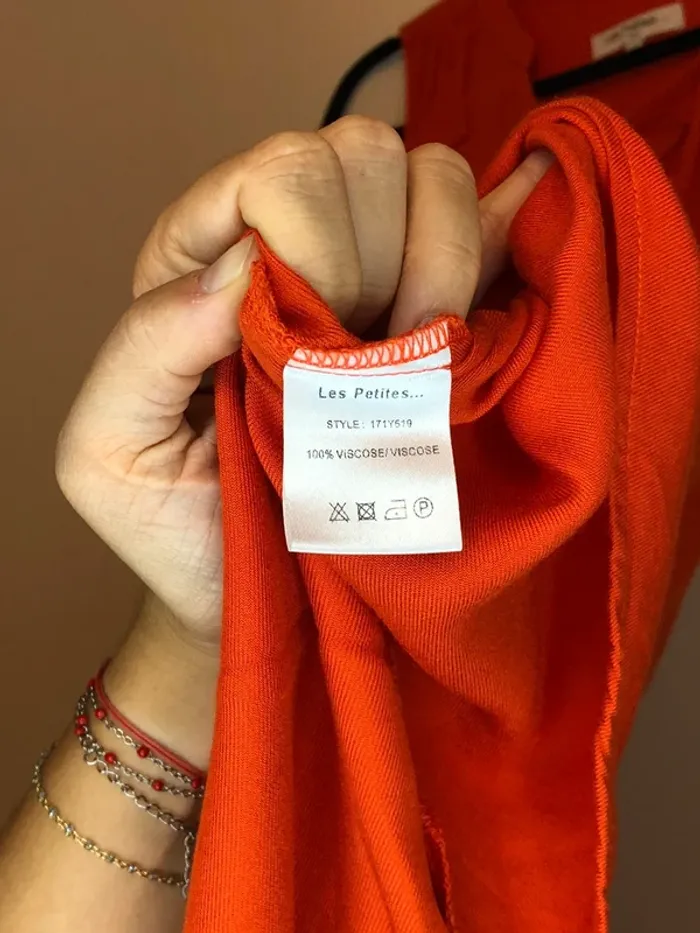 Les Petites...
STYLE: 171Y519
100% VISCOSE/ VISCOSE
P